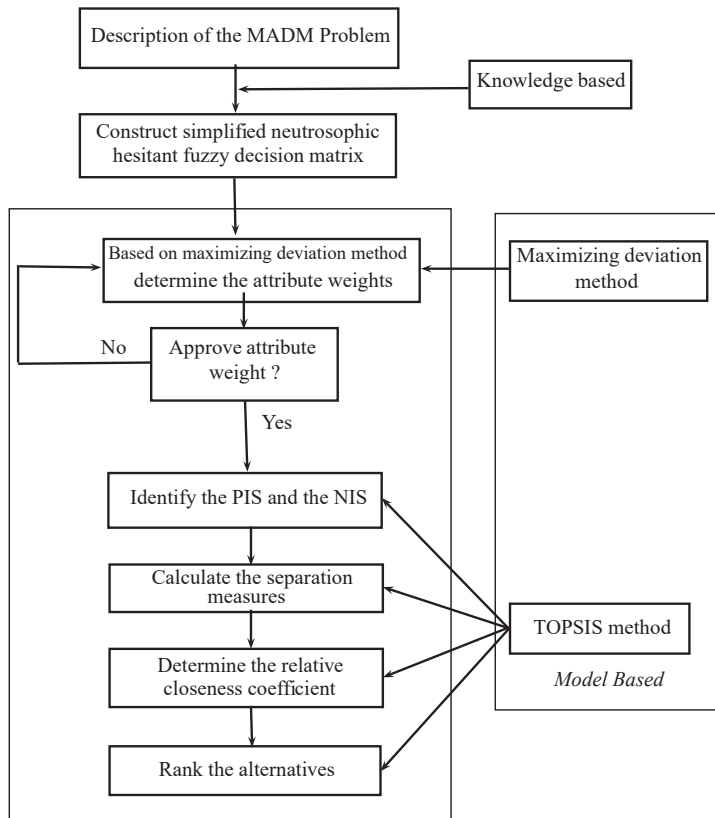 Description of the MADM Problem
Knowledge based
Construct simplified neutrosophic
hesitant fuzzy decision matrix
Based on maximizing deviation method
determine the attribute weights
Maximizing deviation
method
No
Approve attribute
weight ?
Yes
Identify the PIS and the NIS
Calculate the separation
measures
TOPSIS method
Determine the relative
closeness coefficient
Model Based
Rank the alternatives